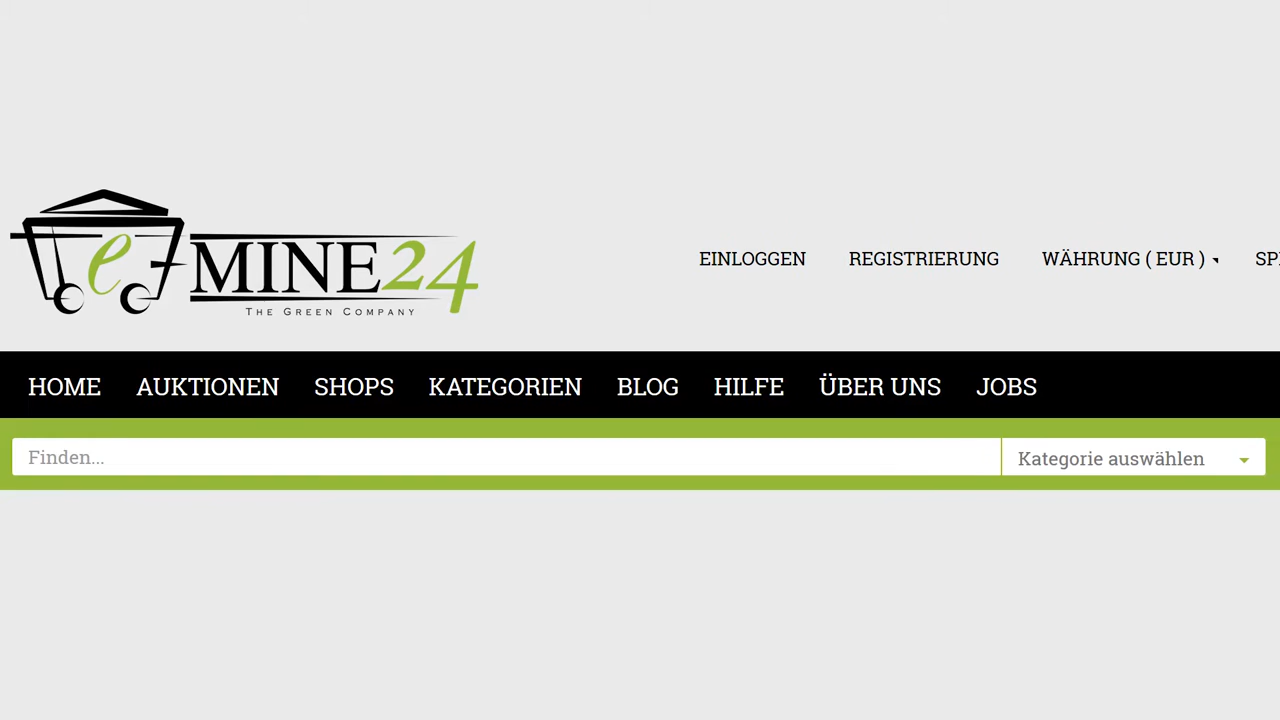 e-MINE24
THE GREEN COMPANY
EINLOGGEN REGISTRIERUNG WÄHRUNG ( EUR )
HOME AUKTIONEN SHOPS KATEGORIEN BLOG HILFE ÜBER UNS JOBS
Finden... Kategorie auswählen